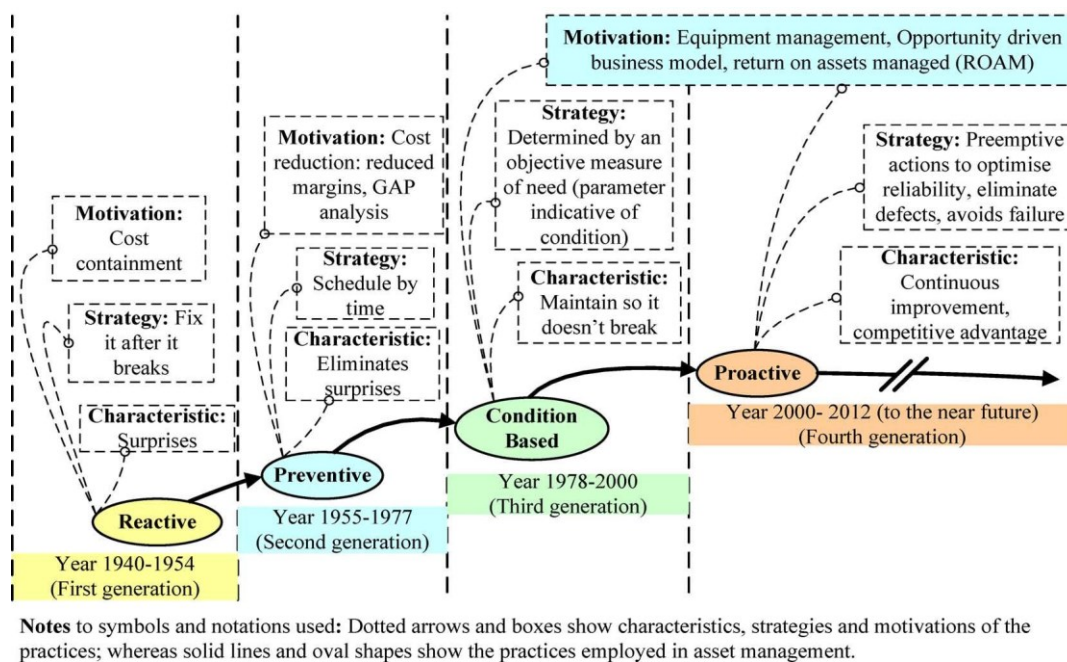 Motivation: Equipment management, Opportunity driven
business model, return on assets managed (ROAM)
Motivation:
Cost
containment
Strategy: Fix
it after it
breaks
Characteristic:
Surprises
Reactive
Year 1940-1954
(First generation)
Motivation: Cost
reduction: reduced
margins, GAP
analysis
Strategy:
Schedule by
time
Characteristic:
Eliminates
surprises
Preventive
Year 1955-1977
(Second generation)
Strategy:
Determined by an
objective measure
of need (parameter
indicative of
condition)
Characteristic:
Maintain so it
doesn’t break
Condition
Based
Year 1978-2000
(Third generation)
Strategy: Preemptive
actions to optimise
reliability, eliminate
defects, avoids failure
Characteristic:
Continuous
improvement,
competitive advantage
Proactive
Year 2000- 2012 (to the near future)
(Fourth generation)
Notes to symbols and notations used: Dotted arrows and boxes show characteristics, strategies and motivations of the
practices; whereas solid lines and oval shapes show the practices employed in asset management.